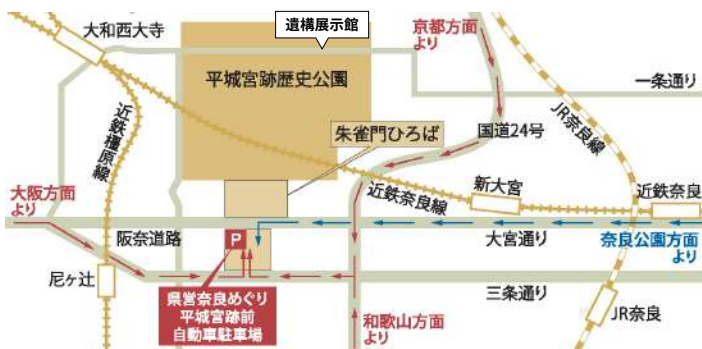 遺構展示館
大和西大寺
京都方面
より
平城宮跡歴史公園
一条通り
近鉄橿原線
朱雀門ひろば
国道24号
JR奈良線
大阪方面
より
近鉄奈良線
新大宮
近鉄奈良
阪奈道路
P
大宮通り
奈良公園方面
より
尼ヶ辻
三条通り
県営奈良めぐり
平城宮跡前
自動車駐車場
和歌山方面
より
JR奈良